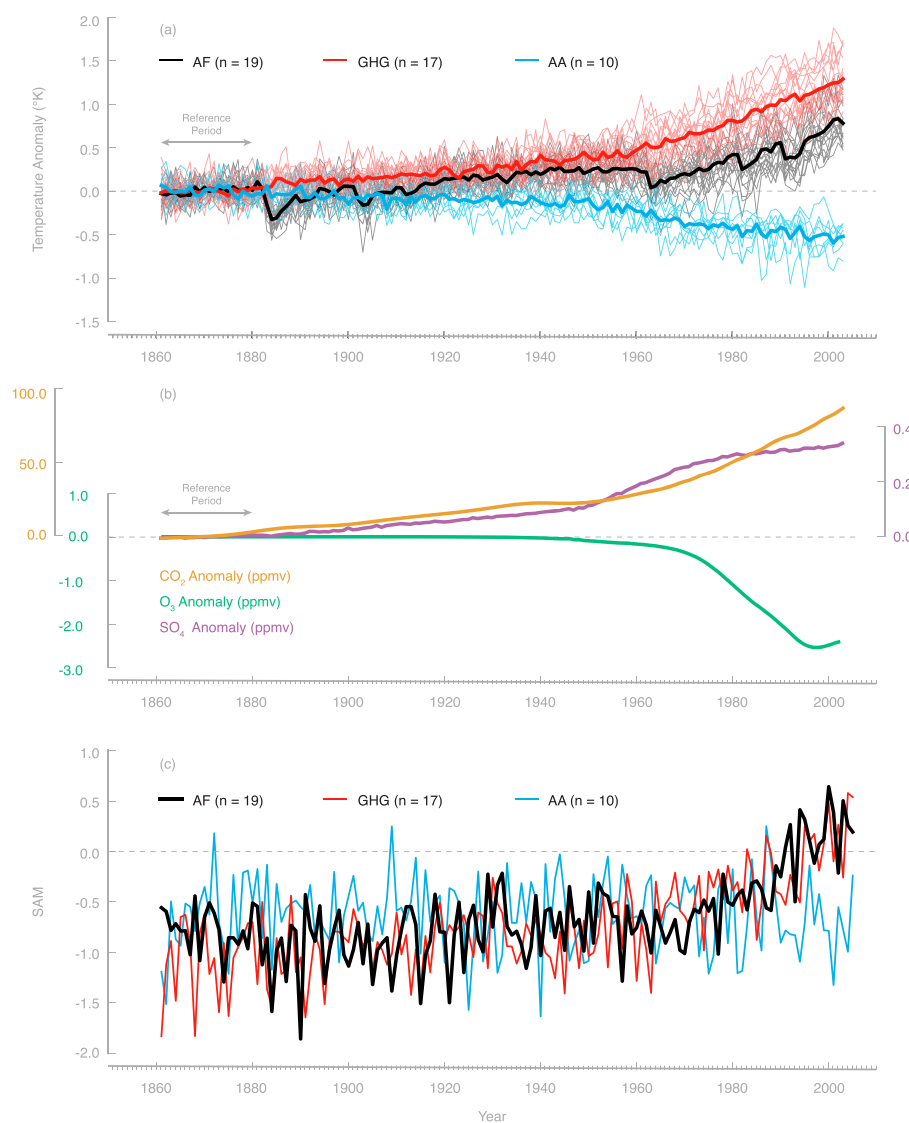 2.0
(a)
AF (n = 19) GHG (n = 17) AA (n = 10)
1.5
1.0
Reference
Period
0.5
0.0
-0.5
-1.0
-1.5
Temperature Anomaly (°K)
1860 1880 1900 1920 1940 1960 1980 2000
100.0
(b)
0.4
50.0
Reference
Period
1.0
0.2
0.0
0.0
0.0
CO2 Anomaly (ppmv)
-1.0
O3 Anomaly (ppmv)
-2.0
SO4 Anomaly (ppmv)
-3.0
1860 1880 1900 1920 1940 1960 1980 2000
1.0
(c)
AF (n = 19) GHG (n = 17) AA (n = 10)
0.5
0.0
-0.5
-1.0
-1.5
-2.0
SAM
1860 1880 1900 1920 1940 1960 1980 2000
Year